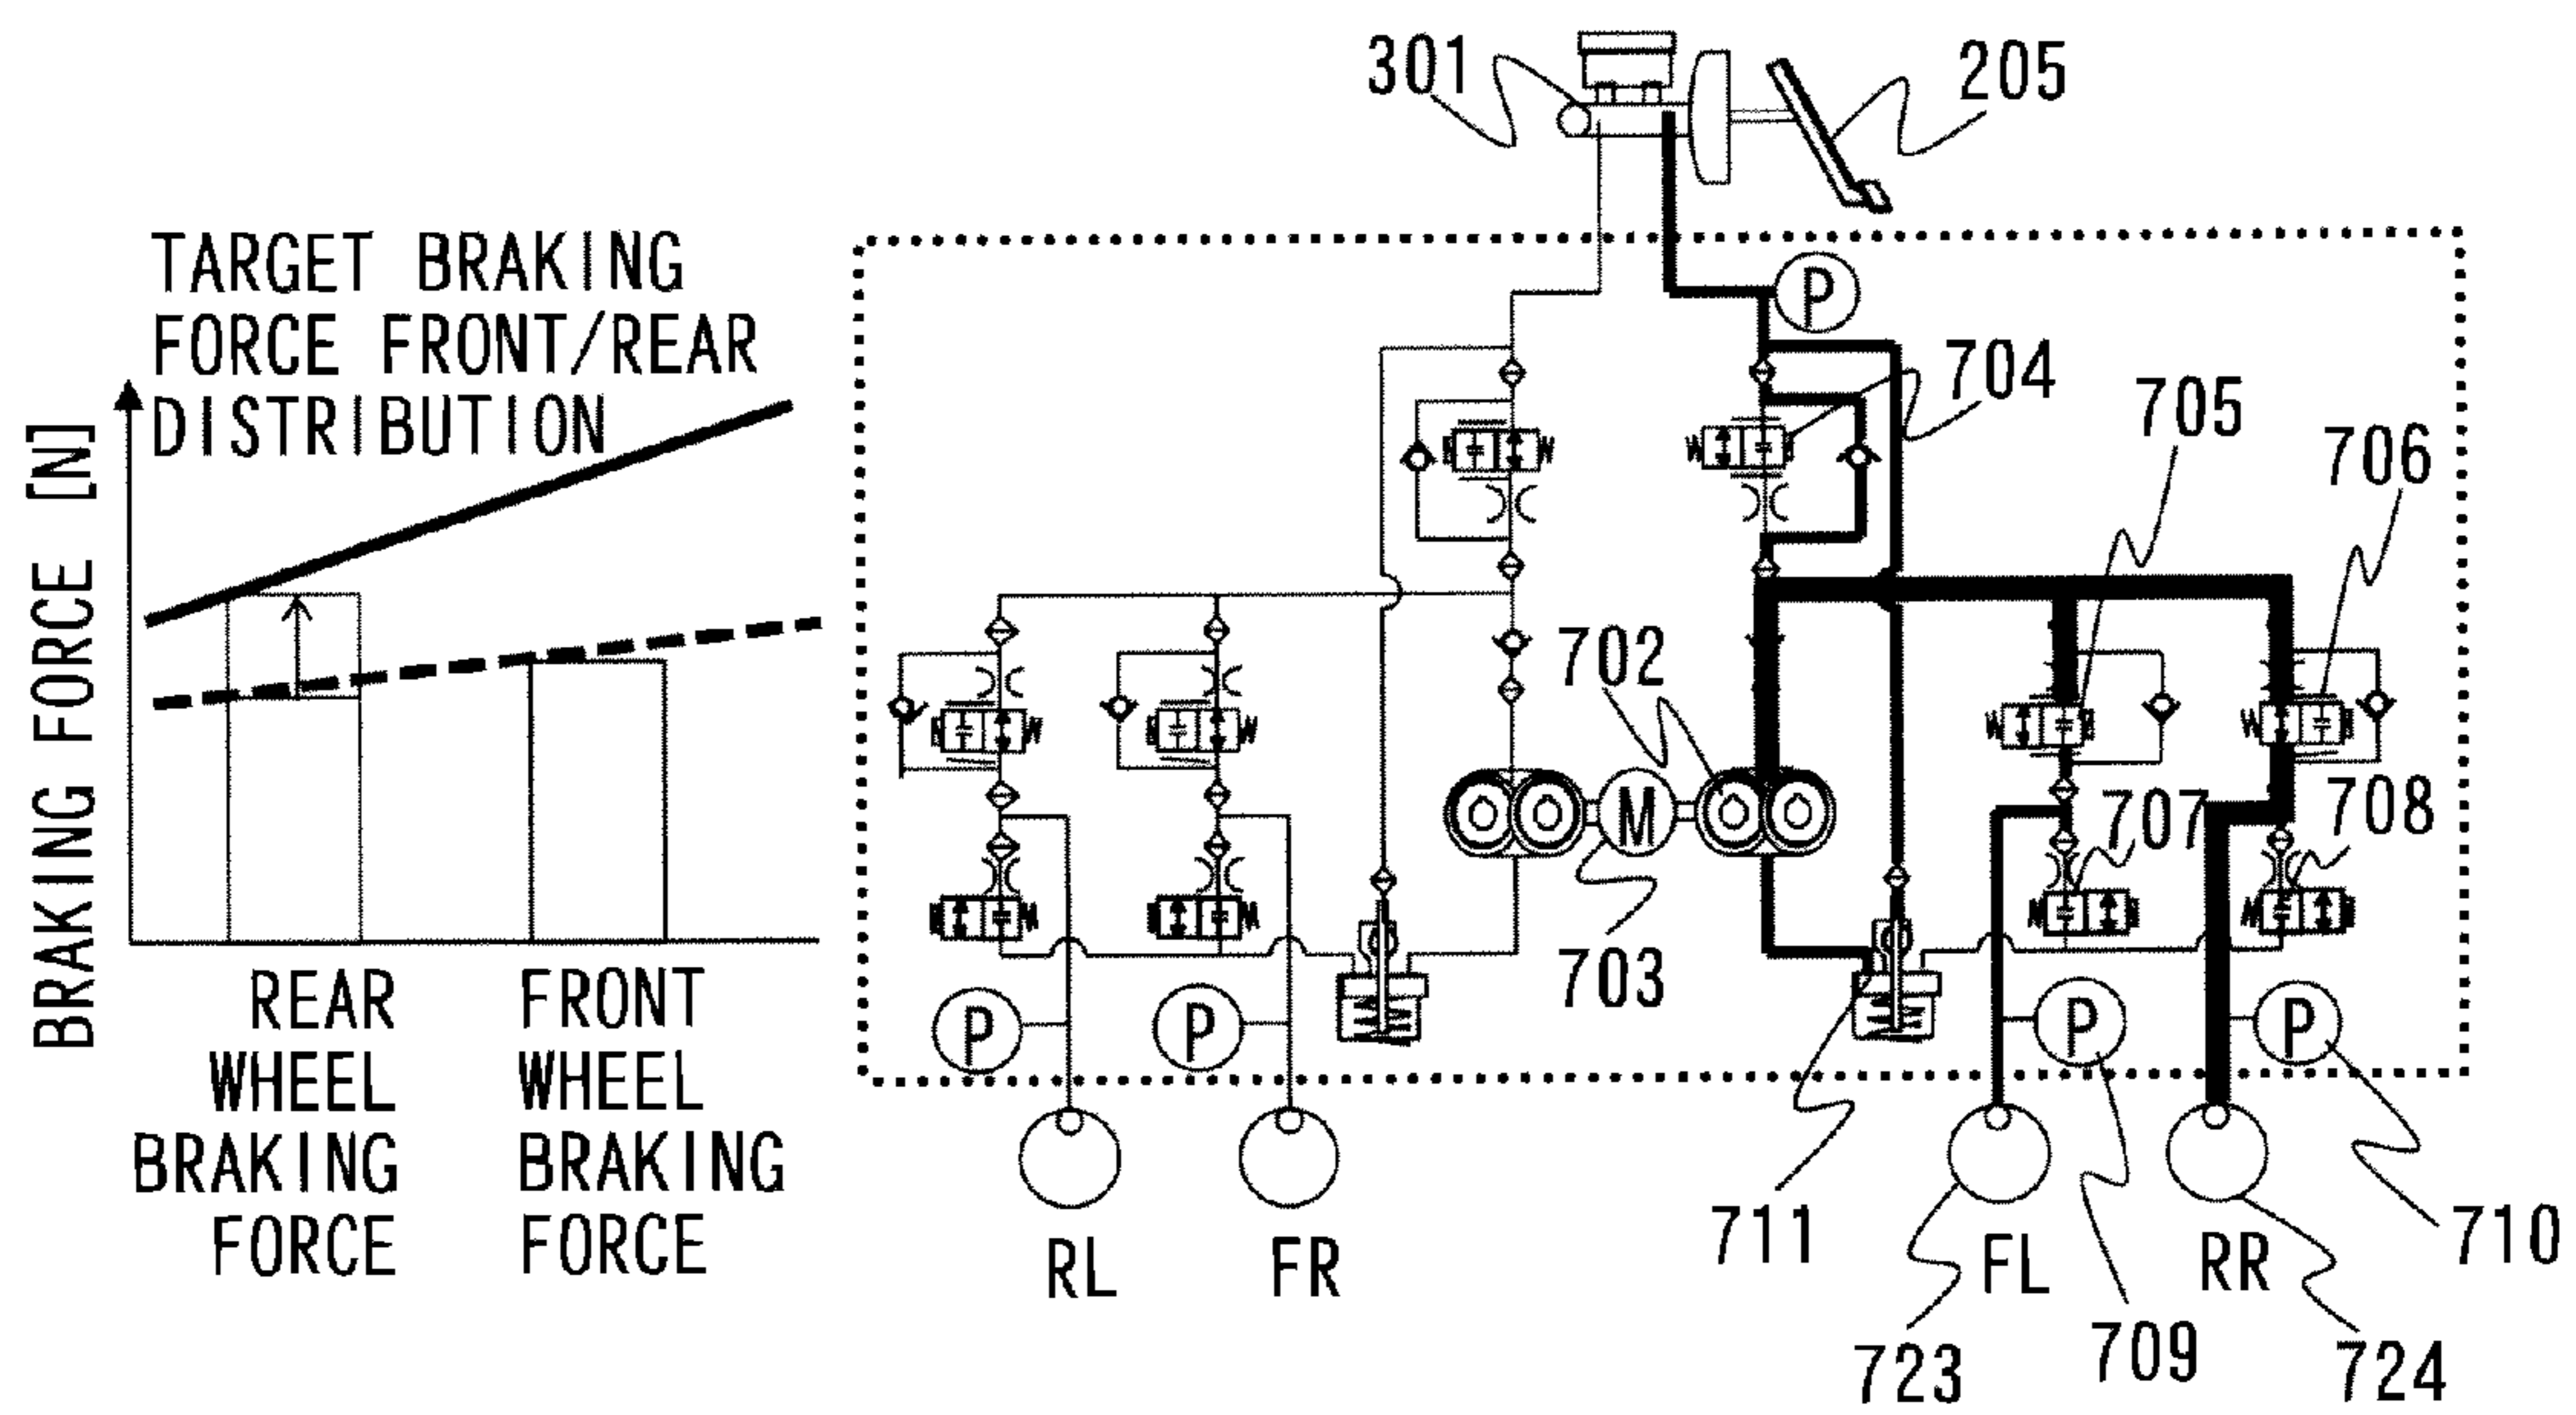 301
205
TARGET BRAKING
FORCE FRONT/REAR
DISTRIBUTION
BRAKING FORCE [N]
P
704
705
706
702
M
703
707
708
P
P
P
P
REAR
WHEEL
BRAKING
FORCE
FRONT
WHEEL
BRAKING
FORCE
RL
FR
711
FL
RR
710
723
709
724